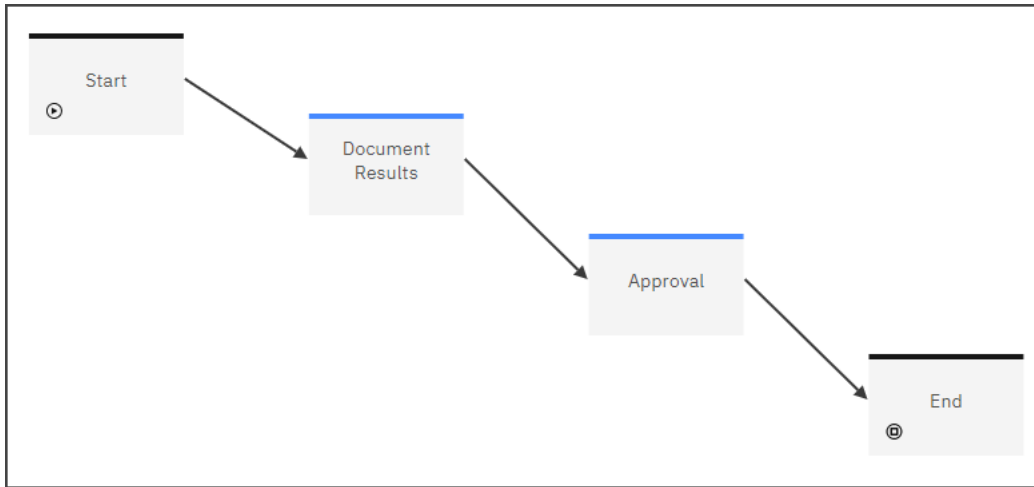 Start
Document
Results
Approval
End